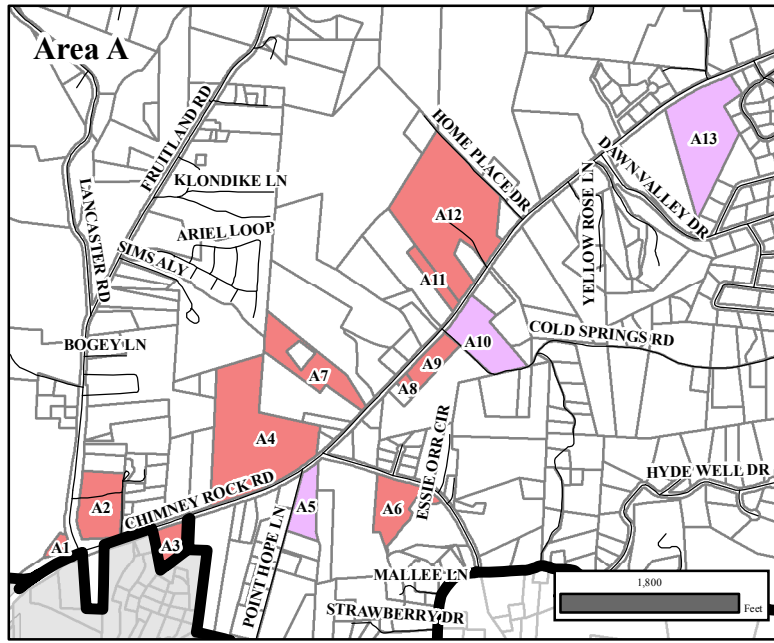 Area A
A13
HOME PLACE DR
FRUITLAND RD
DAWN VALLEY DR
KLONDIKE LN
LANCASTER RD
YELLOW ROSE LN
A12
ARIEL LOOP
SIMS ALY
A11
COLD SPRINGS RD
BOGEY LN
A10
A9
A7
A8
A4
HYDE WELL DR
ESSIE ORR CIR
CHIMNEY ROCK RD
A2
A5
A6
A1
A3
POINT HOPE LN
MALLEE LN
STRAWBERRY DR
1,800
Feet